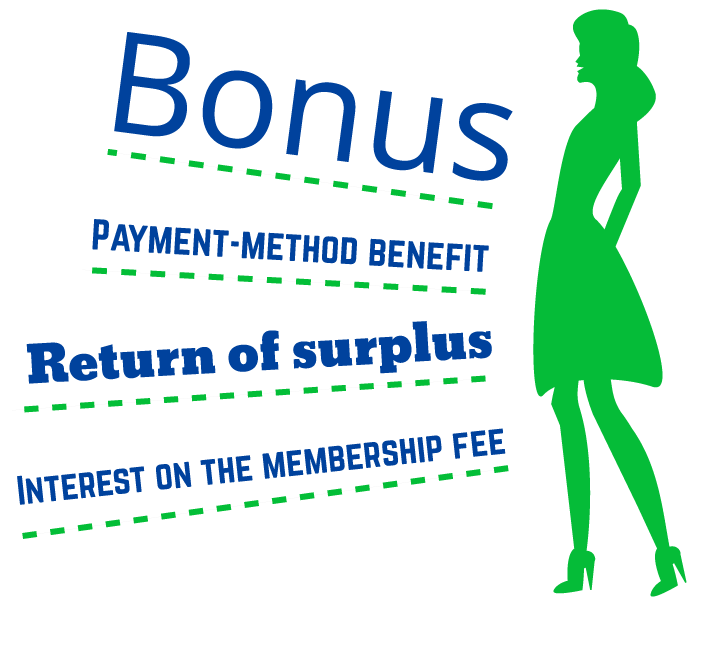 Bonus
Payment-method benefit
Return of surplus
Interest on the membership fee